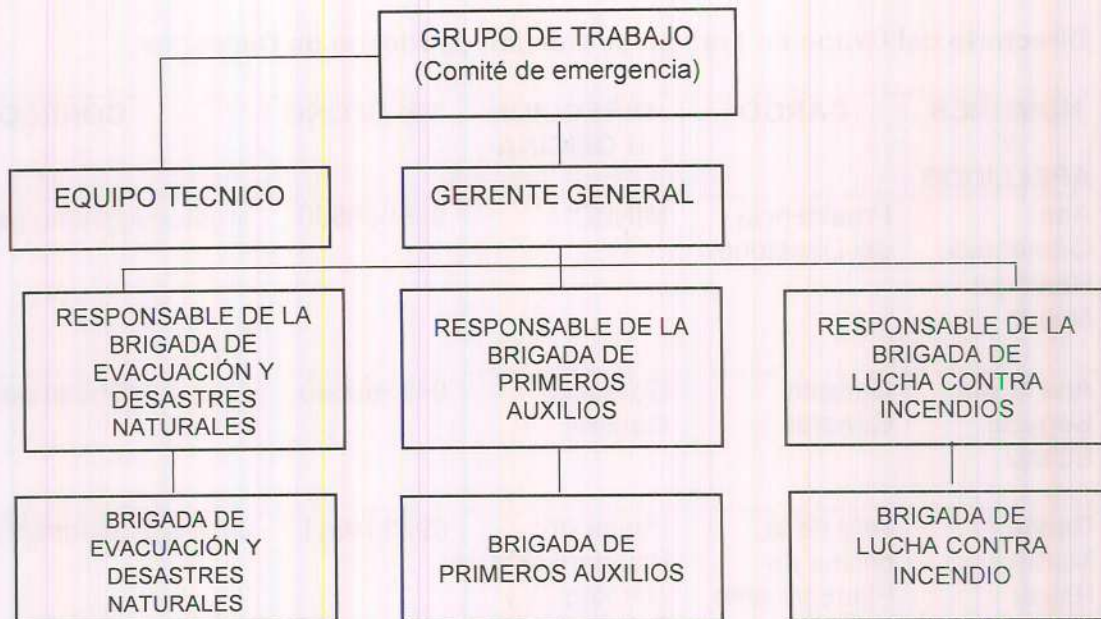 GRUPO DE TRABAJO
(Comité de emergencia)
EQUIPO TECNICO
GERENTE GENERAL
RESPONSABLE DE LA
BRIGADA DE
EVACUACIÓN Y
DESASTRES
NATURALES
RESPONSABLE DE LA
BRIGADA DE
PRIMEROS
AUXILIOS
RESPONSABLE DE LA
BRIGADA DE
LUCHA CONTRA
INCENDIOS
BRIGADA DE
EVACUACIÓN Y
DESASTRES
NATURALES
BRIGADA DE
PRIMEROS AUXILIOS
BRIGADA DE
LUCHA CONTRA
INCENDIO